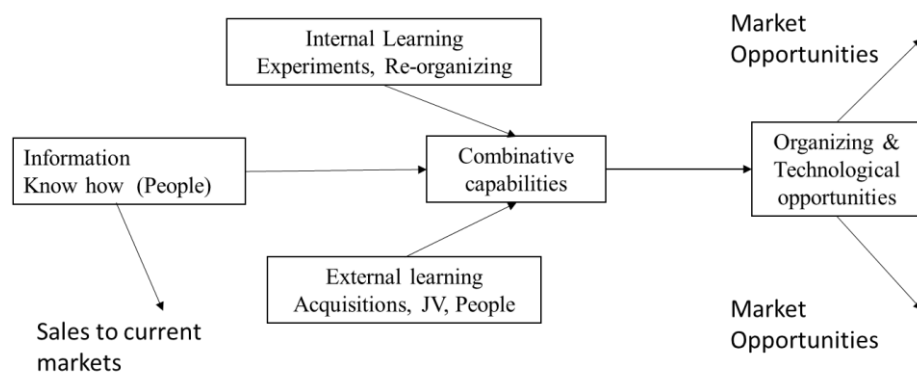 Internal Learning
Experiments, Re-organizing
Market
Opportunities
Information
Know how (People)
Combinative
capabilities
Organizing &
Technological
opportunities
External learning
Acquisitions, JV, People
Sales to current
markets
Market
Opportunities